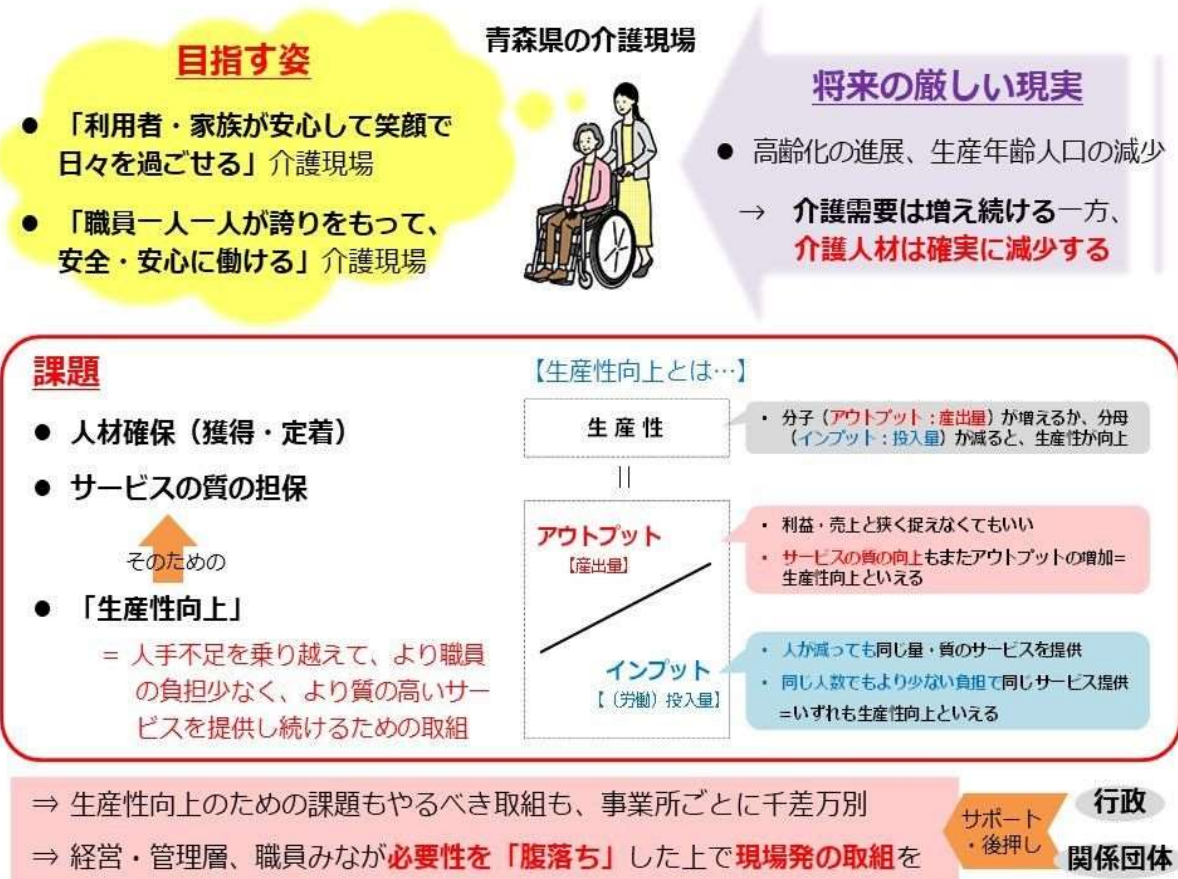 青森県の介護現場
目指す姿
● 「利用者・家族が安心して笑顔で
日々を過ごせる」介護現場
● 「職員一人一人が誇りをもって、
安全・安心に働ける」介護現場
将来の厳しい現実
● 高齢化の進展、生産年齢人口の減少
→ 介護需要は増え続ける一方、
介護人材は確実に減少する
課題
● 人材確保（獲得・定着）
● サービスの質の担保
そのための
● 「生産性向上」
= 人手不足を乗り越えて、より職員
の負担少なく、より質の高いサー
ビスを提供し続けるための取組
【生産性向上とは…】
生産性
||
アウトプット
【産出量】
インプット
【（労働）投入量】
・ 分子（アウトプット：産出量）が増えるか、分母
（インプット：投入量）が減ると、生産性が向上
・ 利益・売上と狭く捉えなくてもいい
・ サービスの質の向上もまたアウトプットの増加=
生産性向上といえる
・ 人が減っても同じ量・質のサービスを提供
・ 同じ人数でもより少ない負担で同じサービス提供
=いずれも生産性向上といえる
⇒ 生産性向上のための課題もやるべき取組も、事業所ごとに千差万別
⇒ 経営・管理層、職員みなが必要性を「腹落ち」した上で現場発の取組を
サポート
・後押し
行政
関係団体